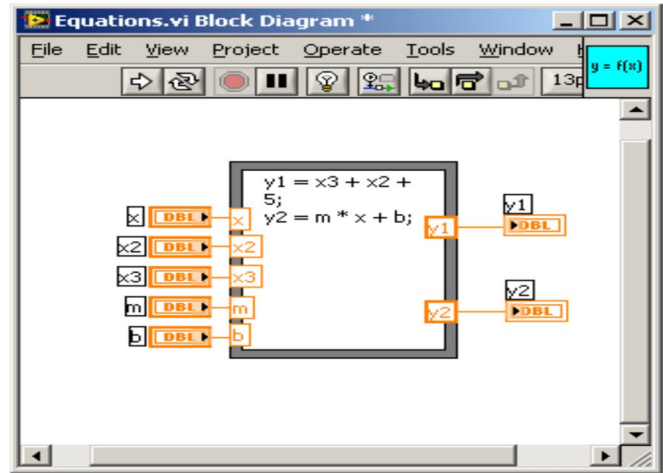 Equations.vi Block Diagram *
File Edit View Project Operate Tools Window
13p
y = f(x)
y1 = x3 + x2 +
5;
y2 = m * x + b;
x DBL x
x2 DBL x2
x3 DBL x3
m DBL m
b DBL b
y1 y1
DBL
y2 y2
DBL